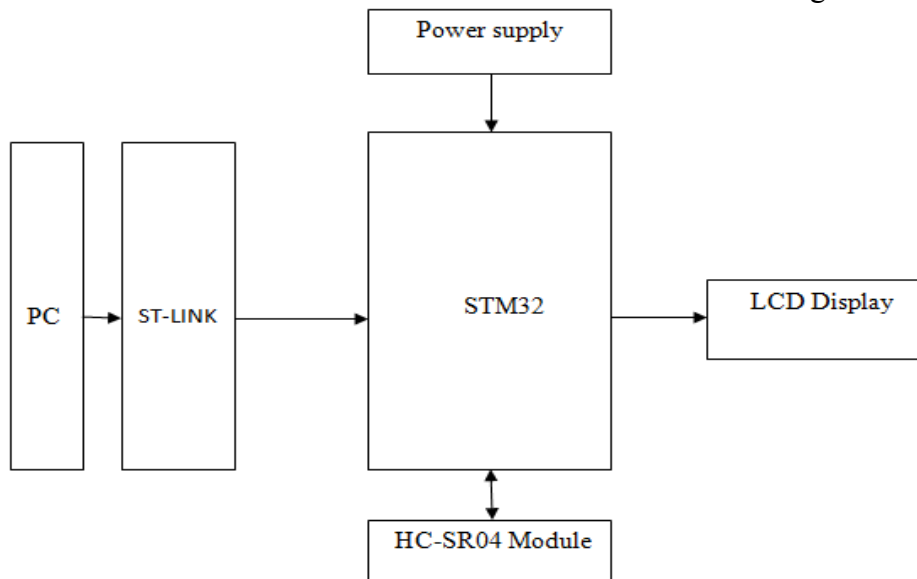 Power supply
PC
ST-LINK
STM32
LCD Display
HC-SR04 Module